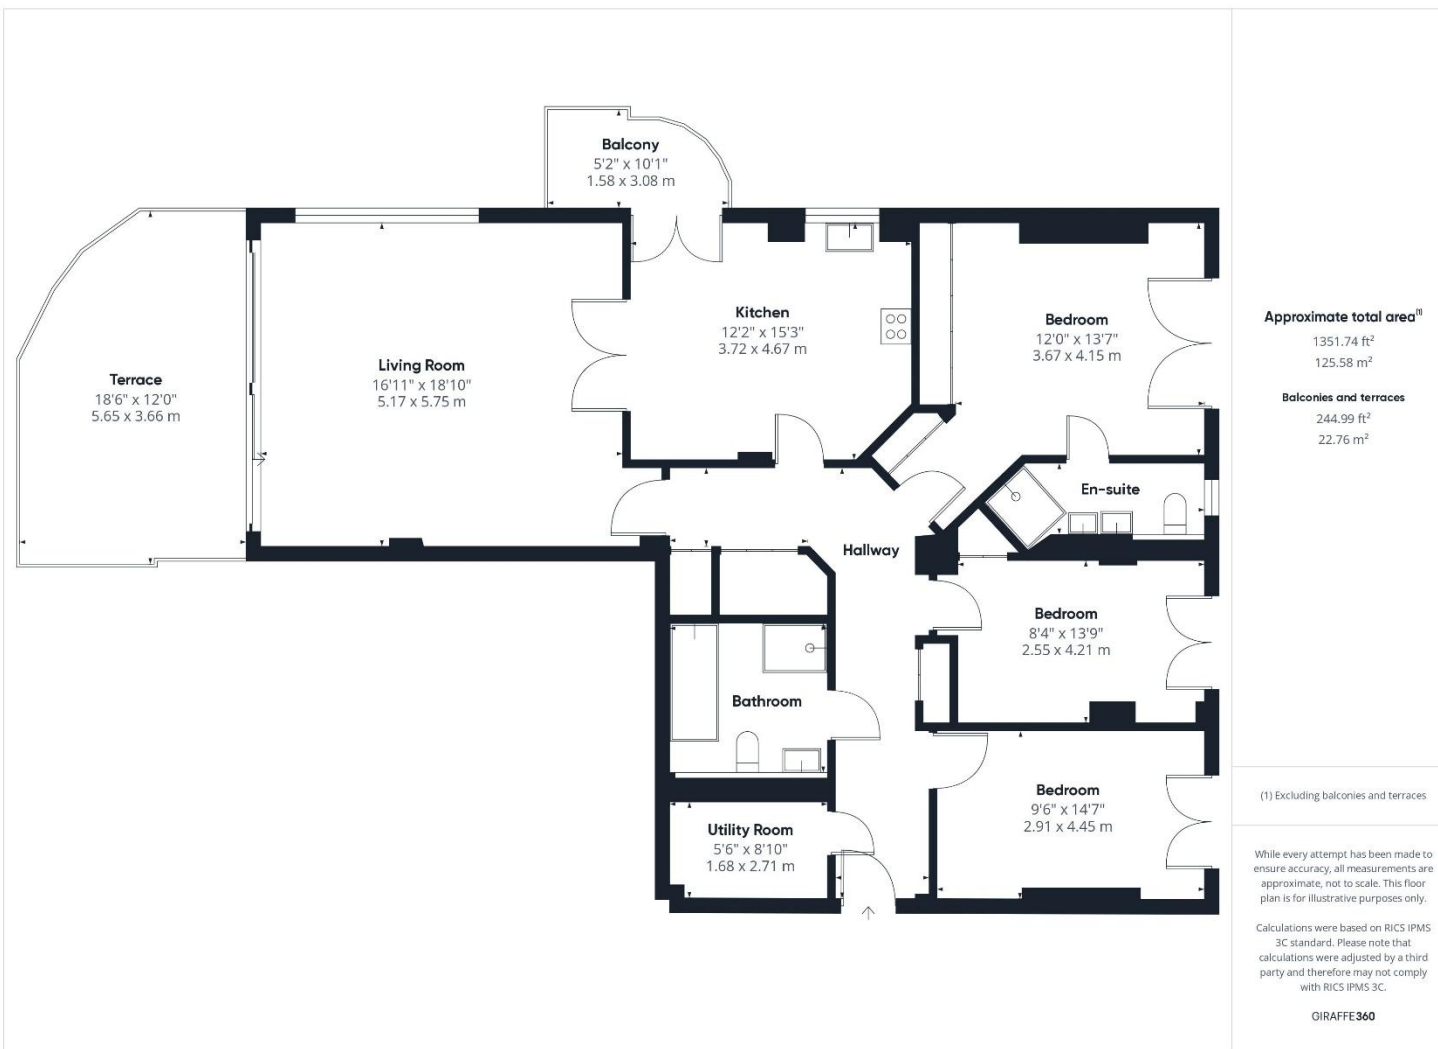 Balcony
5'2" x 10'1"
1.58 x 3.08 m
Terrace
18'6" x 12'0"
5.65 x 3.66 m
Living Room
16'11" x 18'10"
5.17 x 5.75 m
Kitchen
12'2" x 15'3"
3.72 x 4.67 m
Bedroom
12'0" x 13'7"
3.67 x 4.15 m
En-suite
Hallway
Bedroom
8'4" x 13'9"
2.55 x 4.21 m
Bathroom
Bedroom
9'6" x 14'7"
2.91 x 4.45 m
Utility Room
5'6" x 8'10"
1.68 x 2.71 m
Approximate total area⁽¹⁾
1351.74 ft²
125.58 m²
Balconies and terraces
244.99 ft²
22.76 m²
(1) Excluding balconies and terraces
While every attempt has been made to
ensure accuracy, all measurements are
approximate, not to scale. This floor
plan is for illustrative purposes only.
Calculations were based on RICS IPMS
3C standard. Please note that
calculations were adjusted by a third
party and therefore may not comply
with RICS IPMS 3C.
GIRAFFE360